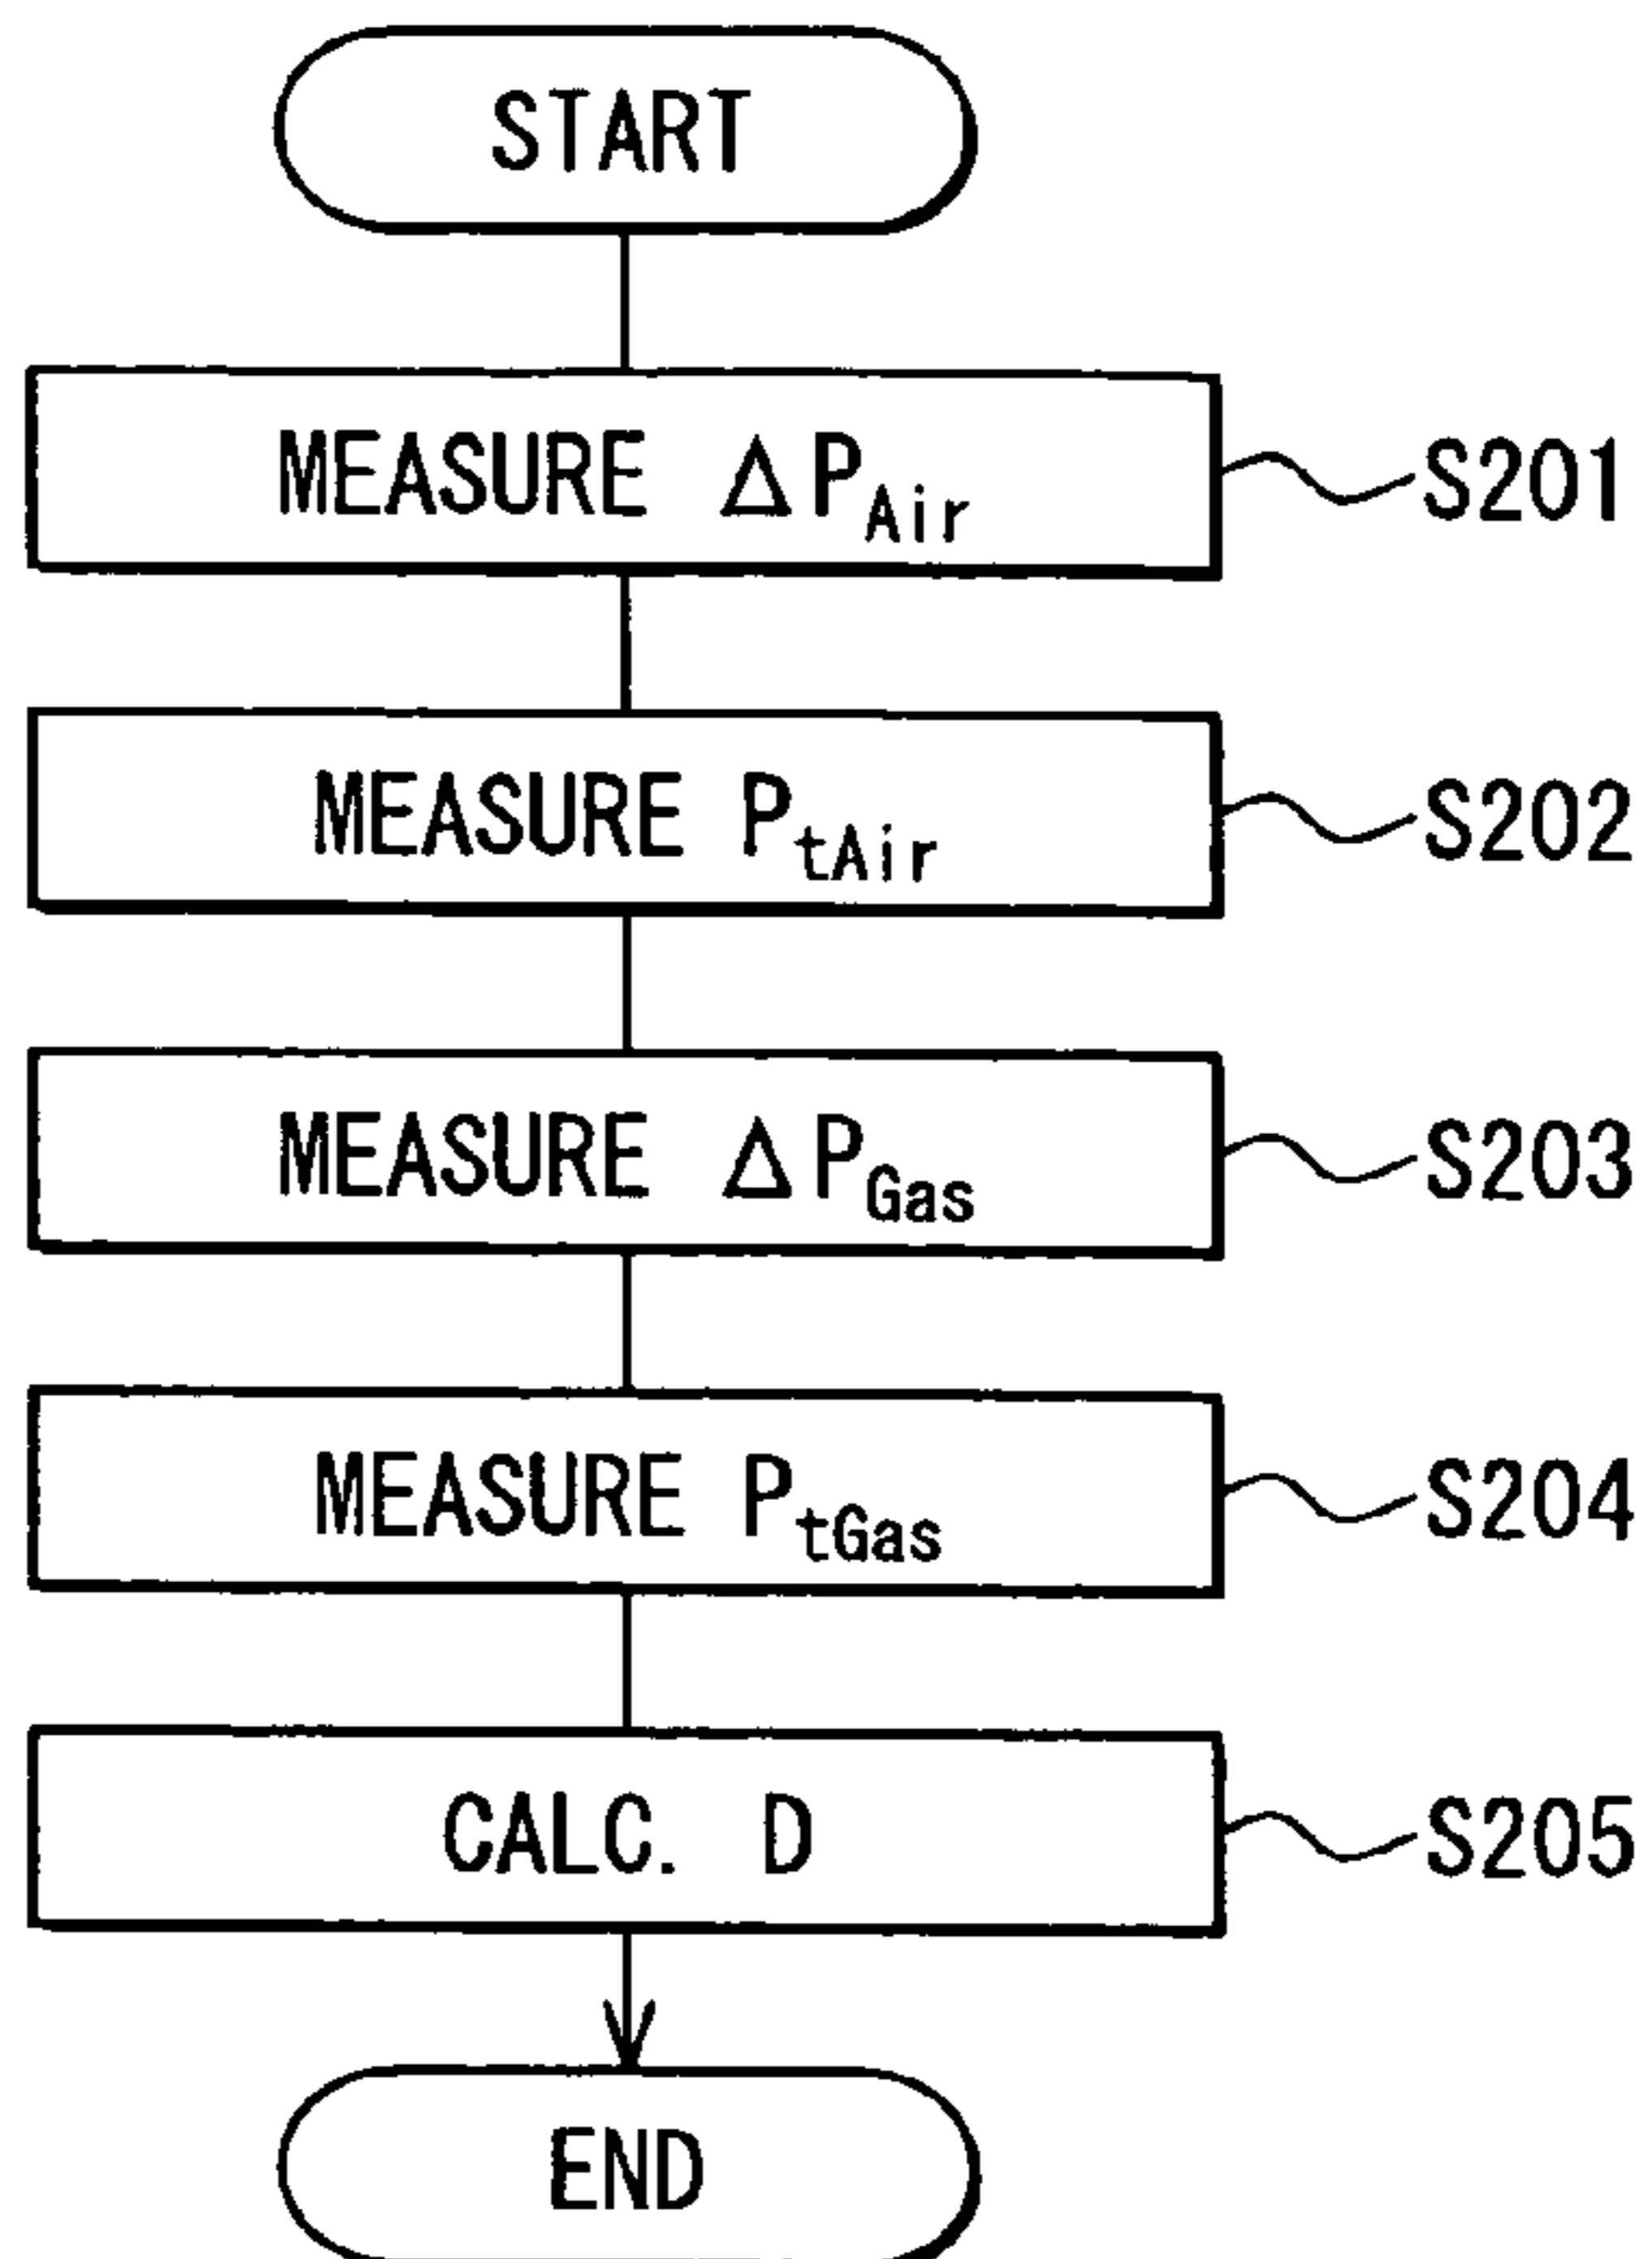 START
MEASURE ΔP_Air S201
MEASURE P_tAir S202
MEASURE ΔP_Gas S203
MEASURE P_tGas S204
CALC. D S205
END